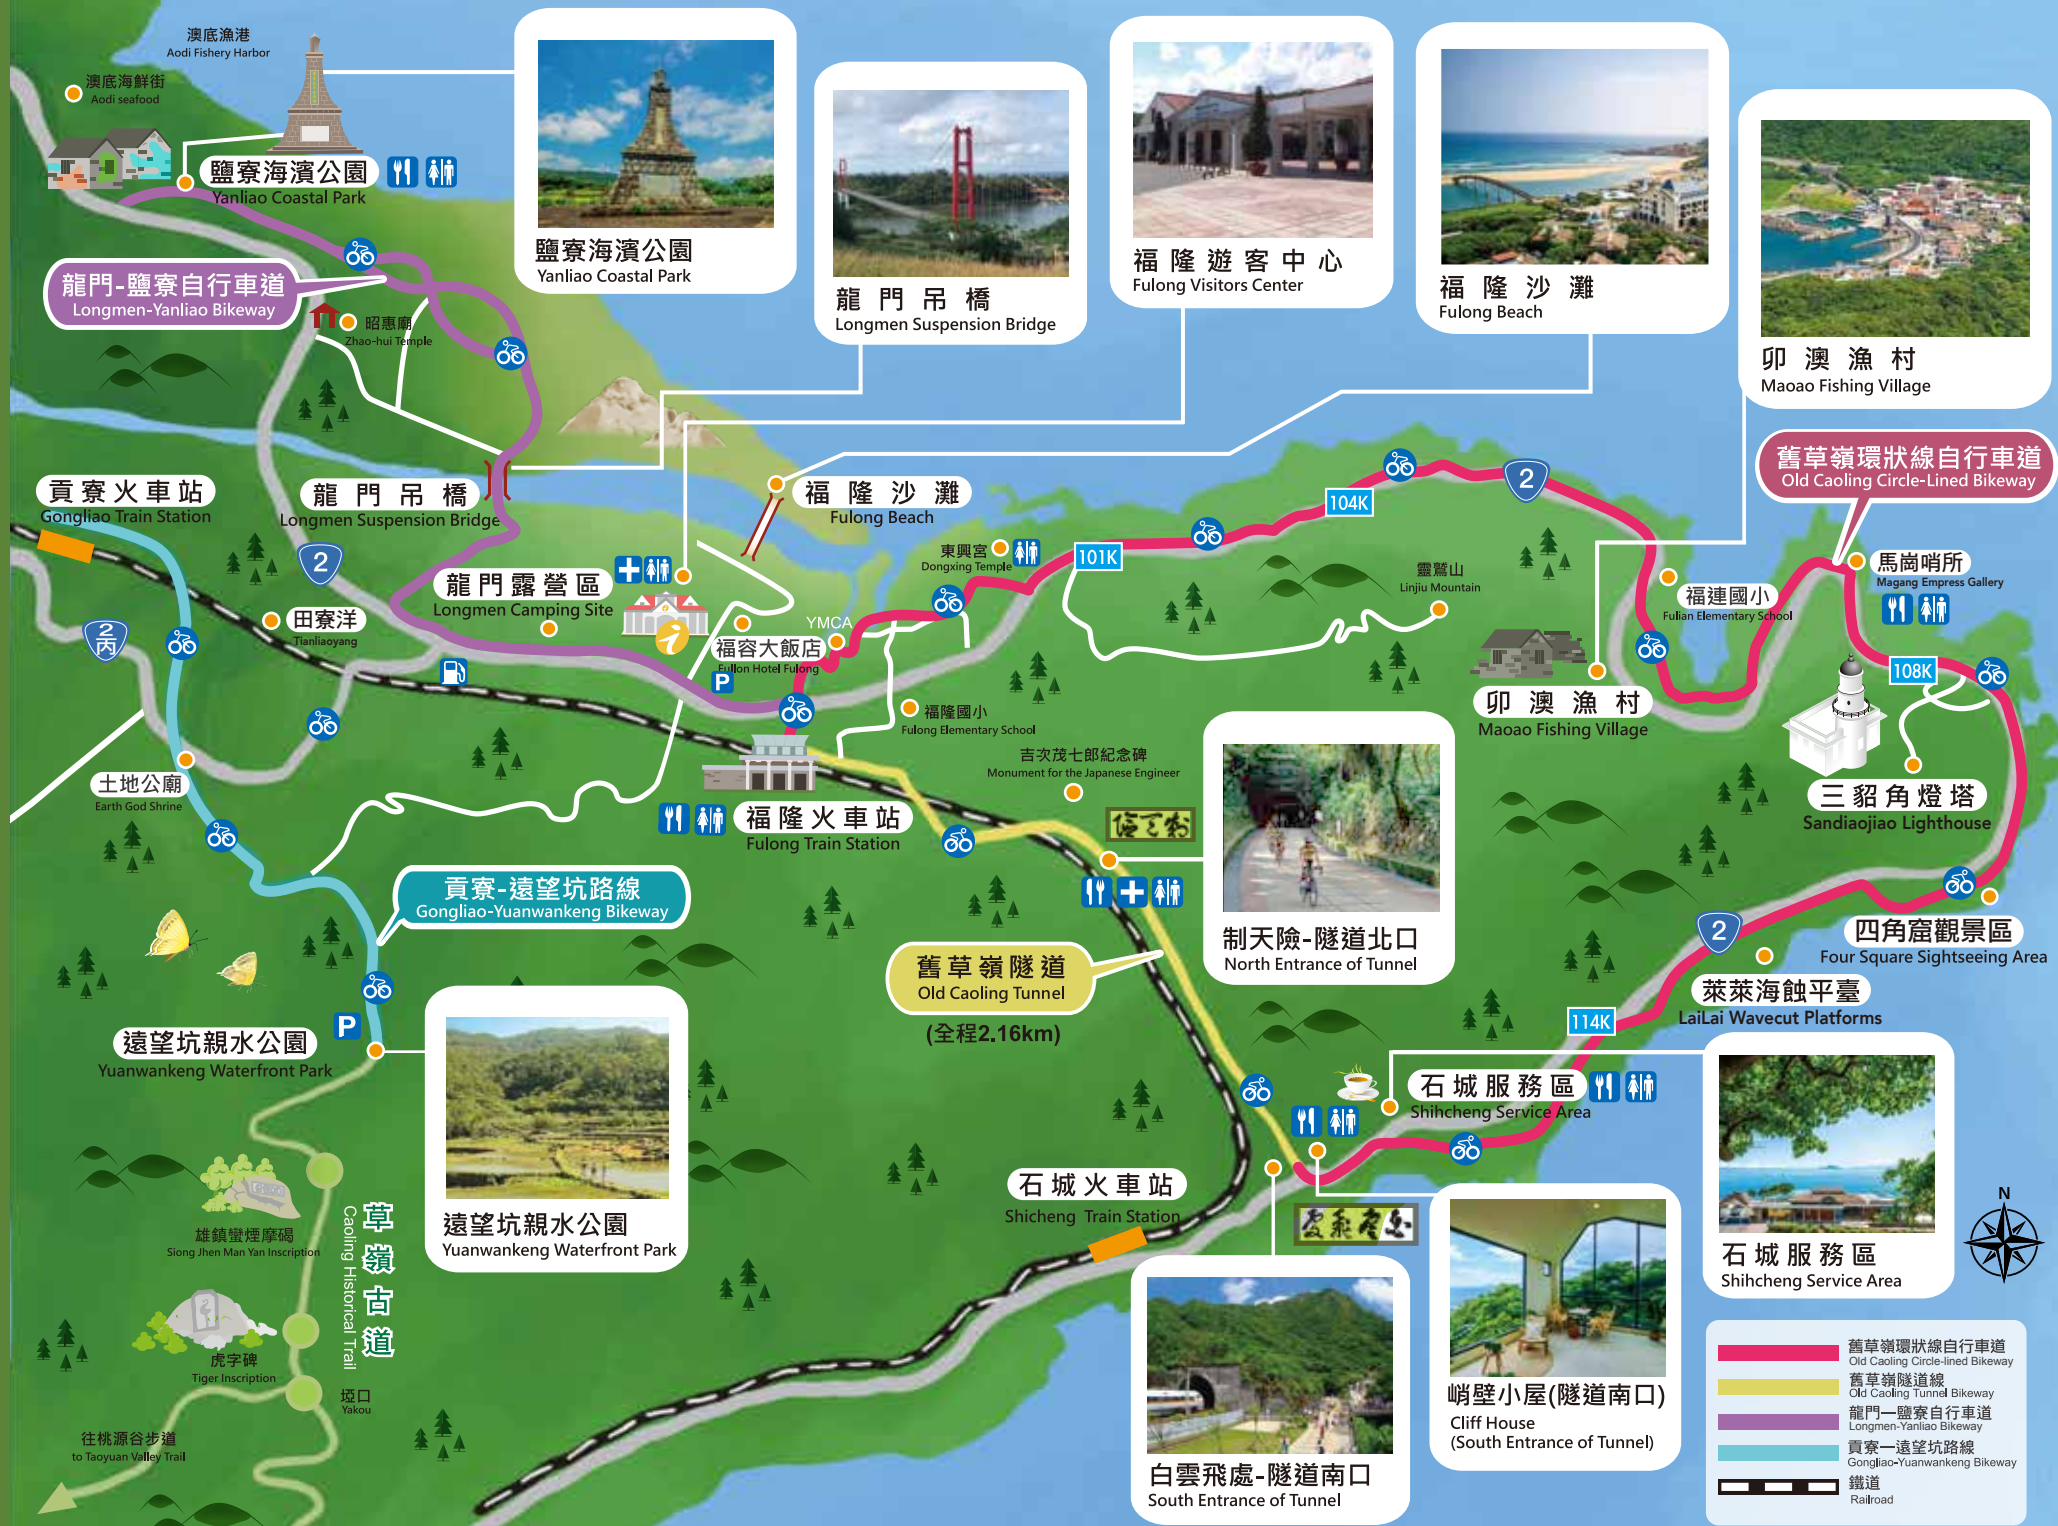 澳底漁港
Aodi Fishery Harbor
澳底海鮮街
Aodi seafood
鹽寮海濱公園
Yanliao Coastal Park
鹽寮海濱公園
Yanliao Coastal Park
龍門吊橋
Longmen Suspension Bridge
福隆遊客中心
Fulong Visitors Center
福隆沙灘
Fulong Beach
卯澳漁村
Maoao Fishing Village
龍門-鹽寮自行車道
Longmen-Yanliao Bikeway
昭惠廟
Zhao-hui Temple
舊草嶺環狀線自行車道
Old Caoling Circle-Lined Bikeway
貢寮火車站
Gongliao Train Station
龍門吊橋
Longmen Suspension Bridge
福隆沙灘
Fulong Beach
104K
2
101K
東興宮
Dongxing Temple
靈鷲山
Linjiu Mountain
馬崗哨所
Magang Empress Gallery
福連國小
Fulian Elementary School
2
龍門露營區
Longmen Camping Site
田寮洋
Tianliaoyang
2
丙
YMCA
福容大飯店
Fullon Hotel Fulong
P
108K
卯澳漁村
Maoao Fishing Village
福隆國小
Fulong Elementary School
吉次茂七郎紀念碑
Monument for the Japanese Engineer
土地公廟
Earth God Shrine
三貂角燈塔
Sandiaojiao Lighthouse
福隆火車站
Fulong Train Station
貢寮-遠望坑路線
Gongliao-Yuanwankeng Bikeway
制天險-隧道北口
North Entrance of Tunnel
舊草嶺隧道
Old Caoling Tunnel
(全程2.16km)
2
四角窟觀景區
Four Square Sightseeing Area
萊萊海蝕平臺
LaiLai Wavecut Platforms
114K
P
遠望坑親水公園
Yuanwankeng Waterfront Park
遠望坑親水公園
Yuanwankeng Waterfront Park
石城服務區
Shihcheng Service Area
石城服務區
Shihcheng Service Area
石城火車站
Shicheng Train Station
雄鎮蠻煙摩碣
Siong Jhen Man Yan Inscription
草嶺古道
Caoling Historical Trail
虎字碑
Tiger Inscription
埡口
Yakou
往桃源谷步道
to Taoyuan Valley Trail
白雲飛處-隧道南口
South Entrance of Tunnel
峭壁小屋(隧道南口)
Cliff House
(South Entrance of Tunnel)
N
舊草嶺環狀線自行車道
Old Caoling Circle-lined Bikeway
舊草嶺隧道線
Old Caoling Tunnel Bikeway
龍門—鹽寮自行車道
Longmen-Yanliao Bikeway
貢寮—遠望坑路線
Gongliao-Yuanwankeng Bikeway
鐵道
Railroad